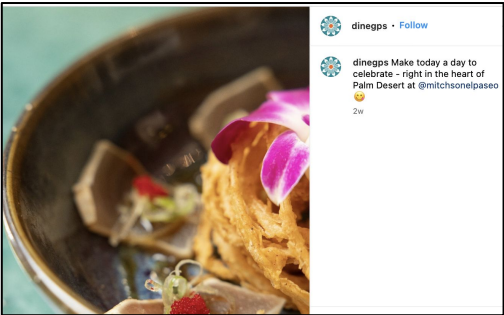 dinegps • Follow
dinegps Make today a day to
celebrate - right in the heart of
Palm Desert at @mitchsonelpaseo
😋
2w